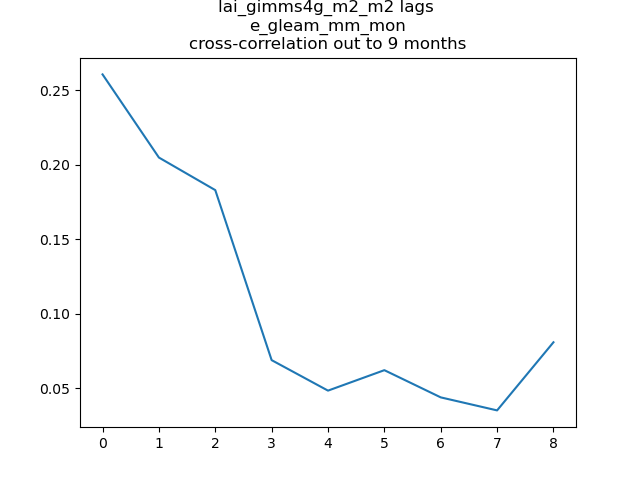 lai_gimms4g_m2_m2 lags
e_gleam_mm_mon
cross-correlation out to 9 months
0.25
0.20
0.15
0.10
0.05
0 1 2 3 4 5 6 7 8